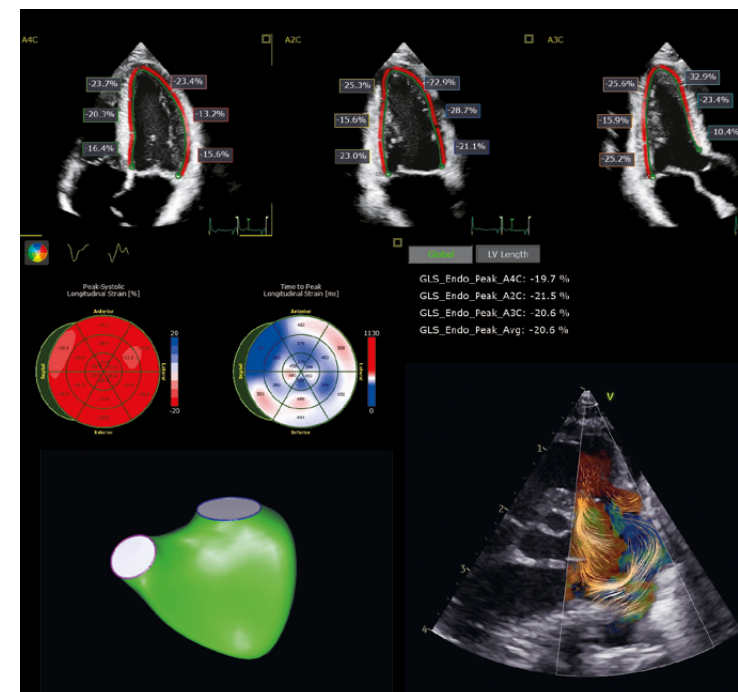 A4C
A2C
A3C
-23.7%
-23.4%
-20.3%
-13.2%
-16.4%
-15.6%
25.3%
-22.9%
-15.6%
-28.7%
-23.0%
-21.1%
-25.6%
32.9%
-15.9%
-23.4%
-25.2%
-10.4%
Global
LV Length
GLS_Endo_Peak_A4C: -19.7 %
GLS_Endo_Peak_A2C: -21.5 %
GLS_Endo_Peak_A3C: -20.6 %
GLS_Endo_Peak_Avg: -20.6 %
Peak-Systolic
Longitudinal Strain [%]
Anterior
Septal
Lateral
Inferior
20
-20
Time to Peak
Longitudinal Strain [ms]
Anterior
Septal
Lateral
Inferior
1130
0
V
1
2
3
4